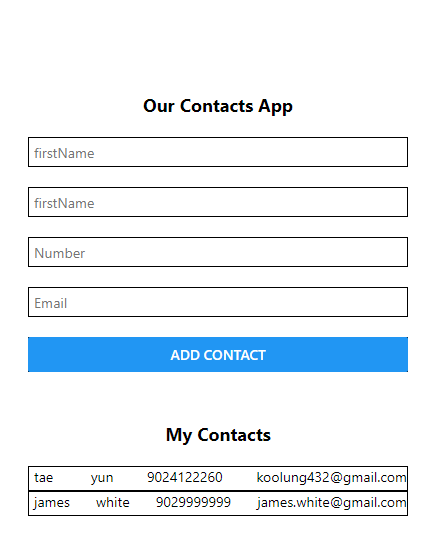 Our Contacts App
firstName
firstName
Number
Email
ADD CONTACT
My Contacts
tae yun 9024122260 koolung432@gmail.com
james white 9029999999 james.white@gmail.com